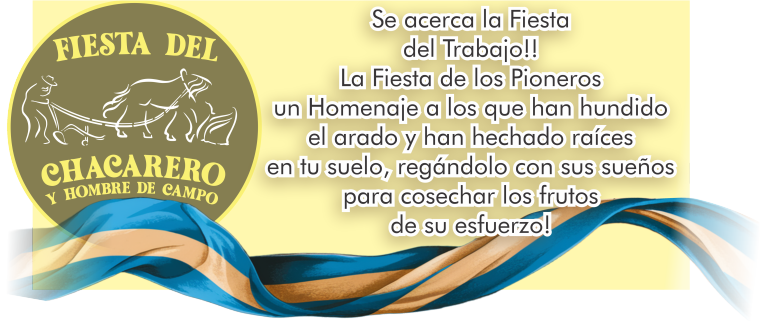 FIESTA DEL
CHACARERO
Y HOMBRE DE CAMPO
Se acerca la Fiesta
del Trabajo!!
La Fiesta de los Pioneros
un Homenaje a los que han hundido
el arado y han hechado raíces
en tu suelo, regándolo con sus sueños
para cosechar los frutos
de su esfuerzo!